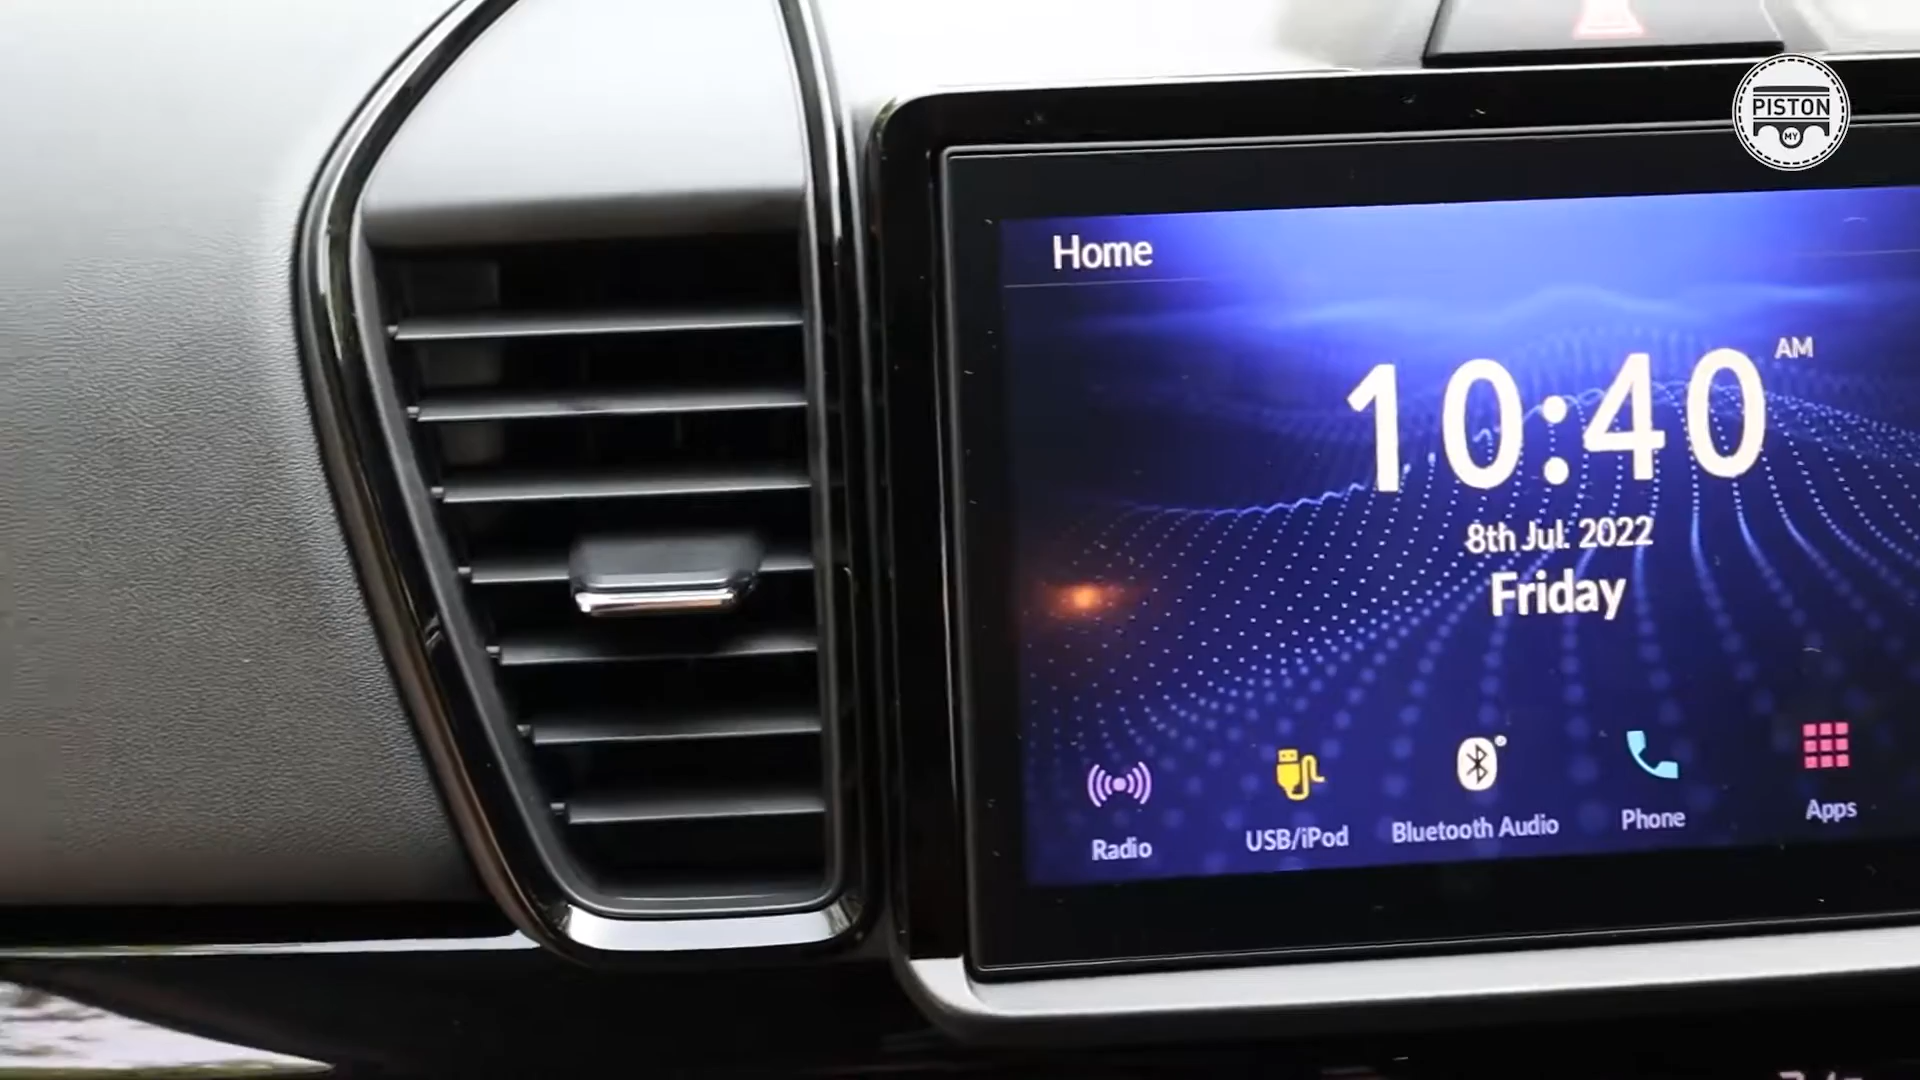 PISTON
MY
Home
10:40 AM
8th Jul. 2022
Friday
Radio
USB/iPod
Bluetooth Audio
Phone
Apps